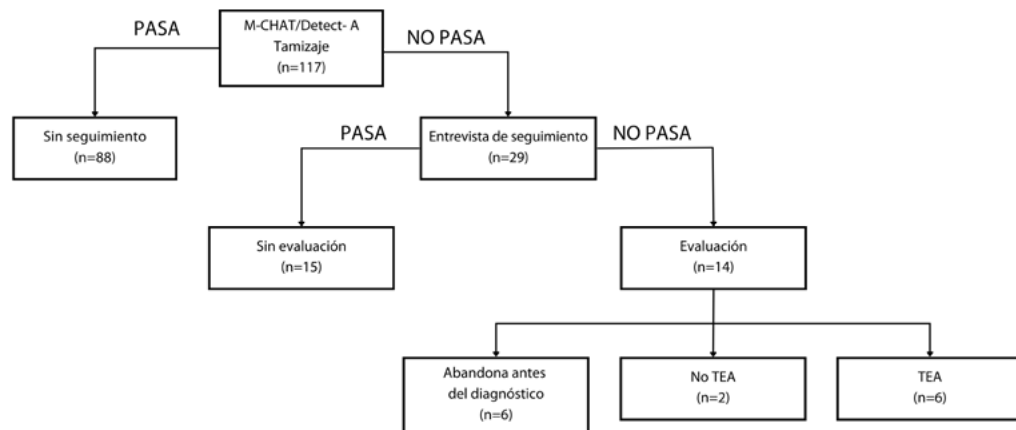 PASA
M-CHAT/Detect- A
Tamizaje
(n=117)
NO PASA
Sin seguimiento
(n=88)
PASA
Entrevista de seguimiento
(n=29)
NO PASA
Sin evaluación
(n=15)
Evaluación
(n=14)
Abandona antes
del diagnóstico
(n=6)
No TEA
(n=2)
TEA
(n=6)